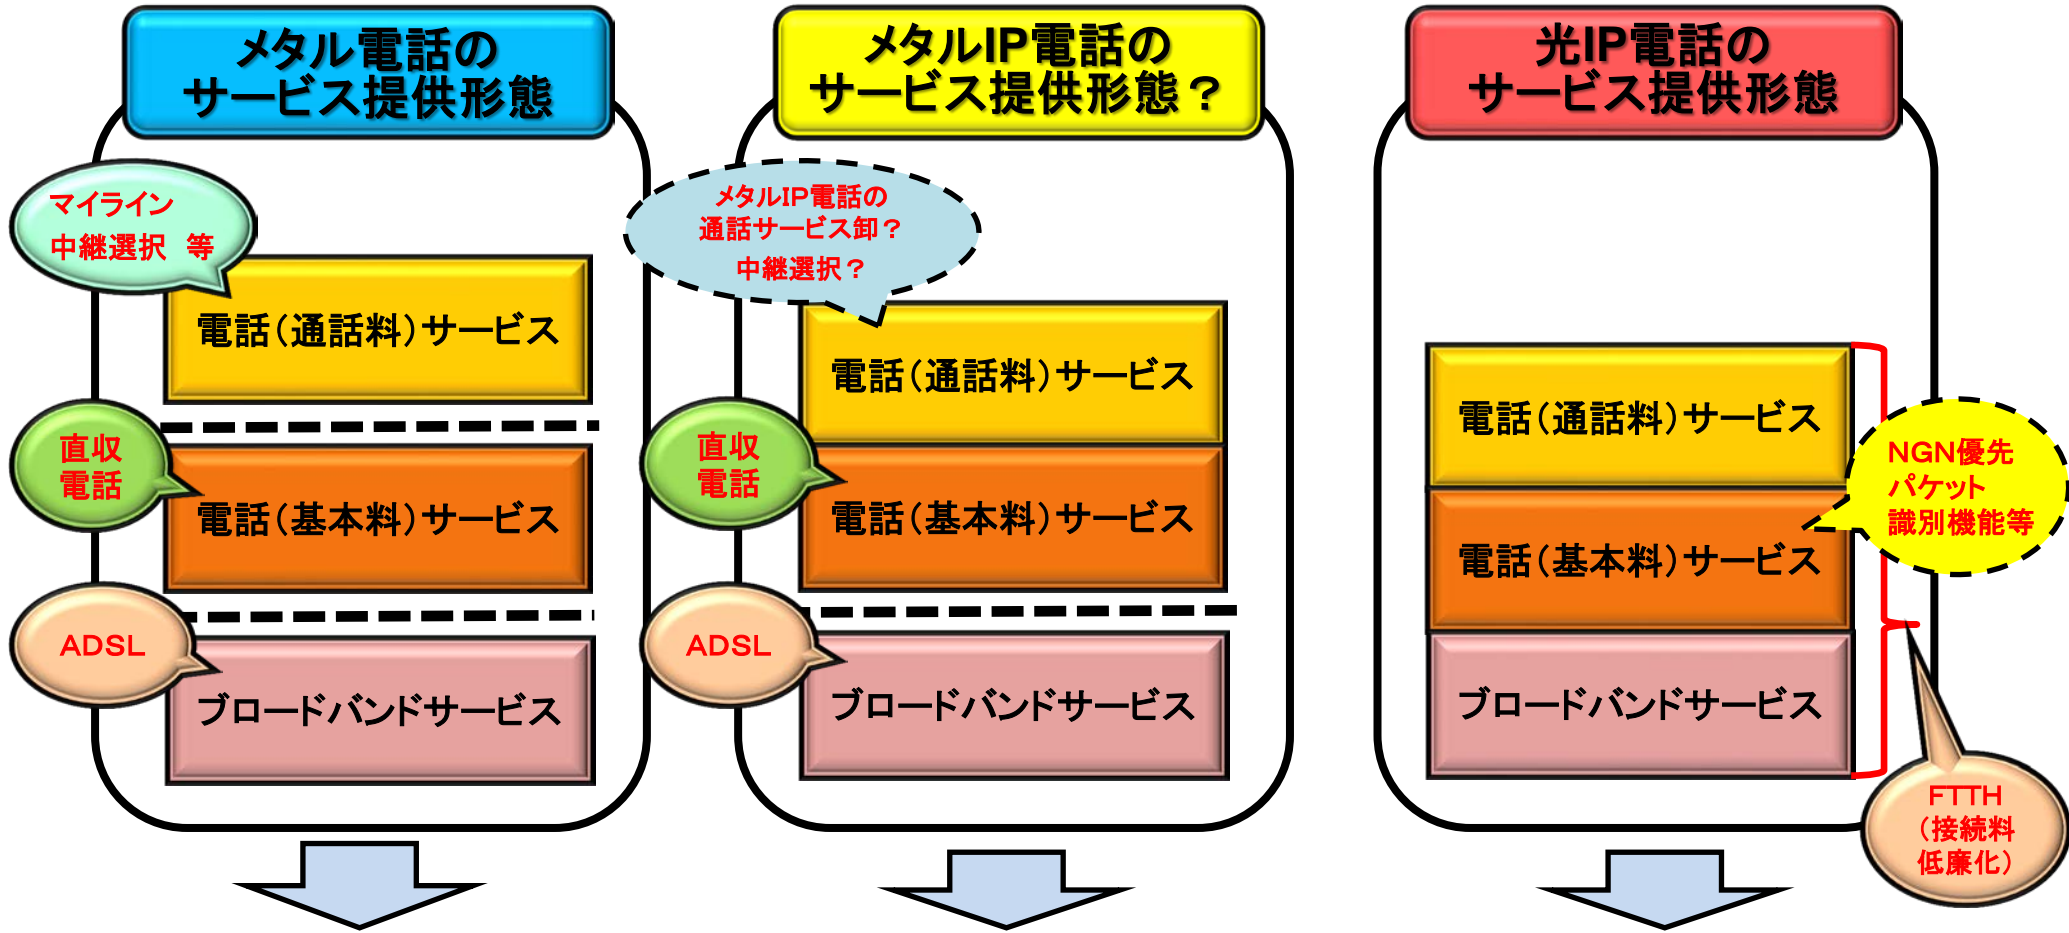 メタル電話の
サービス提供形態
マイライン
中継選択　等
電話（通話料）サービス
直収
電話
電話（基本料）サービス
ADSL
ブロードバンドサービス
メタルIP電話の
サービス提供形態？
メタルIP電話の
通話サービス卸？
中継選択？
電話（通話料）サービス
直収
電話
電話（基本料）サービス
ADSL
ブロードバンドサービス
光IP電話の
サービス提供形態
電話（通話料）サービス
NGN優先
パケット
識別機能等
電話（基本料）サービス
ブロードバンドサービス
FTTH
（接続料
低廉化）